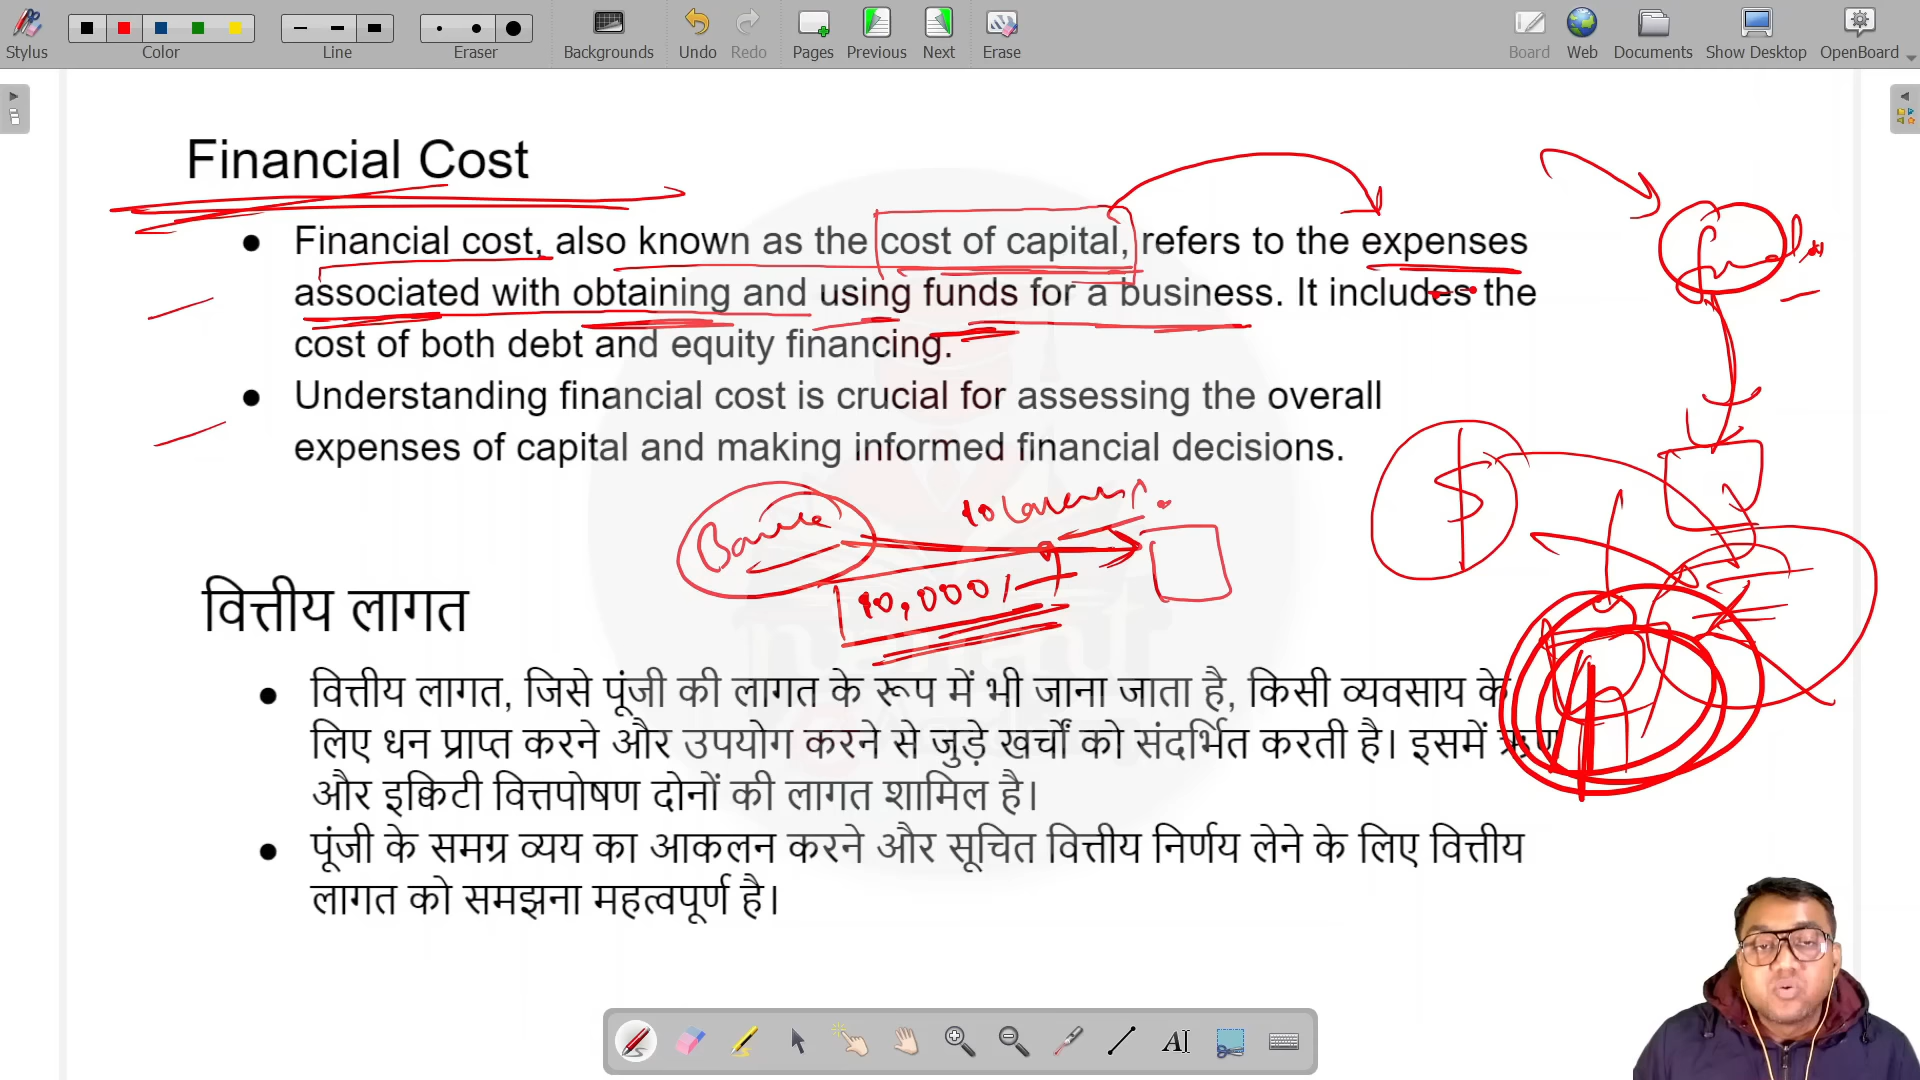 Stylus
Color
Line
Eraser
Backgrounds
Undo
Redo
Pages
Previous
Next
Erase
Board
Web
Documents
Show Desktop
OpenBoard
Financial Cost
● Financial cost, also known as the cost of capital, refers to the expenses
associated with obtaining and using funds for a business. It includes the
cost of both debt and equity financing.
● Understanding financial cost is crucial for assessing the overall
expenses of capital and making informed financial decisions.
$
10,000/-
वित्तीय लागत
● वित्तीय लागत, जिसे पूंजी की लागत के रूप में भी जाना जाता है, किसी व्यवसाय के
लिए धन प्राप्त करने और उपयोग करने से जुड़े खर्चों को संदर्भित करती है। इसमें ऋण
और इक्विटी वित्तपोषण दोनों की लागत शामिल है।
● पूंजी के समग्र व्यय का आकलन करने और सूचित वित्तीय निर्णय लेने के लिए वित्तीय
लागत को समझना महत्वपूर्ण है।